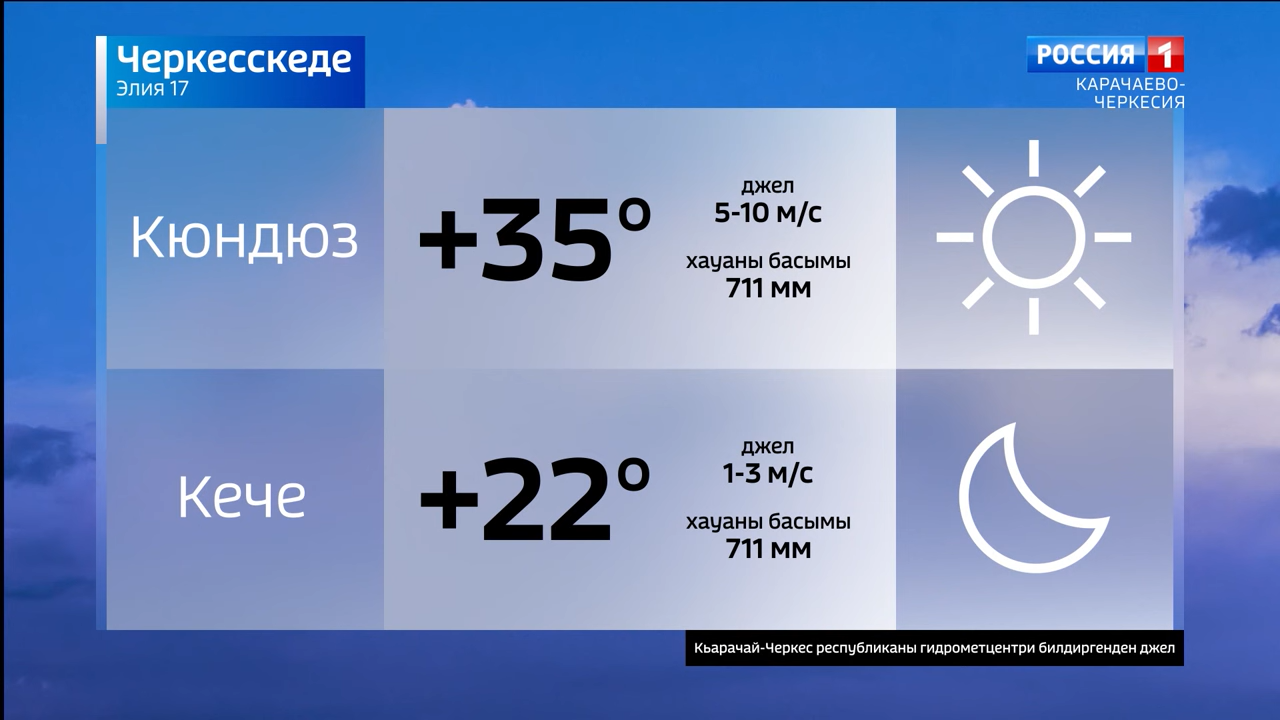 Черкесскеде
Элия 17
РОССИЯ 1
КАРАЧАЕВО-
ЧЕРКЕСИЯ
Кюндюз
+35°
джел
5-10 м/с
хауаны басымы
711 мм
Кече
+22°
джел
1-3 м/с
хауаны басымы
711 мм
Кьарачай-Черкес республиканы гидрометцентри билдиргенден джел